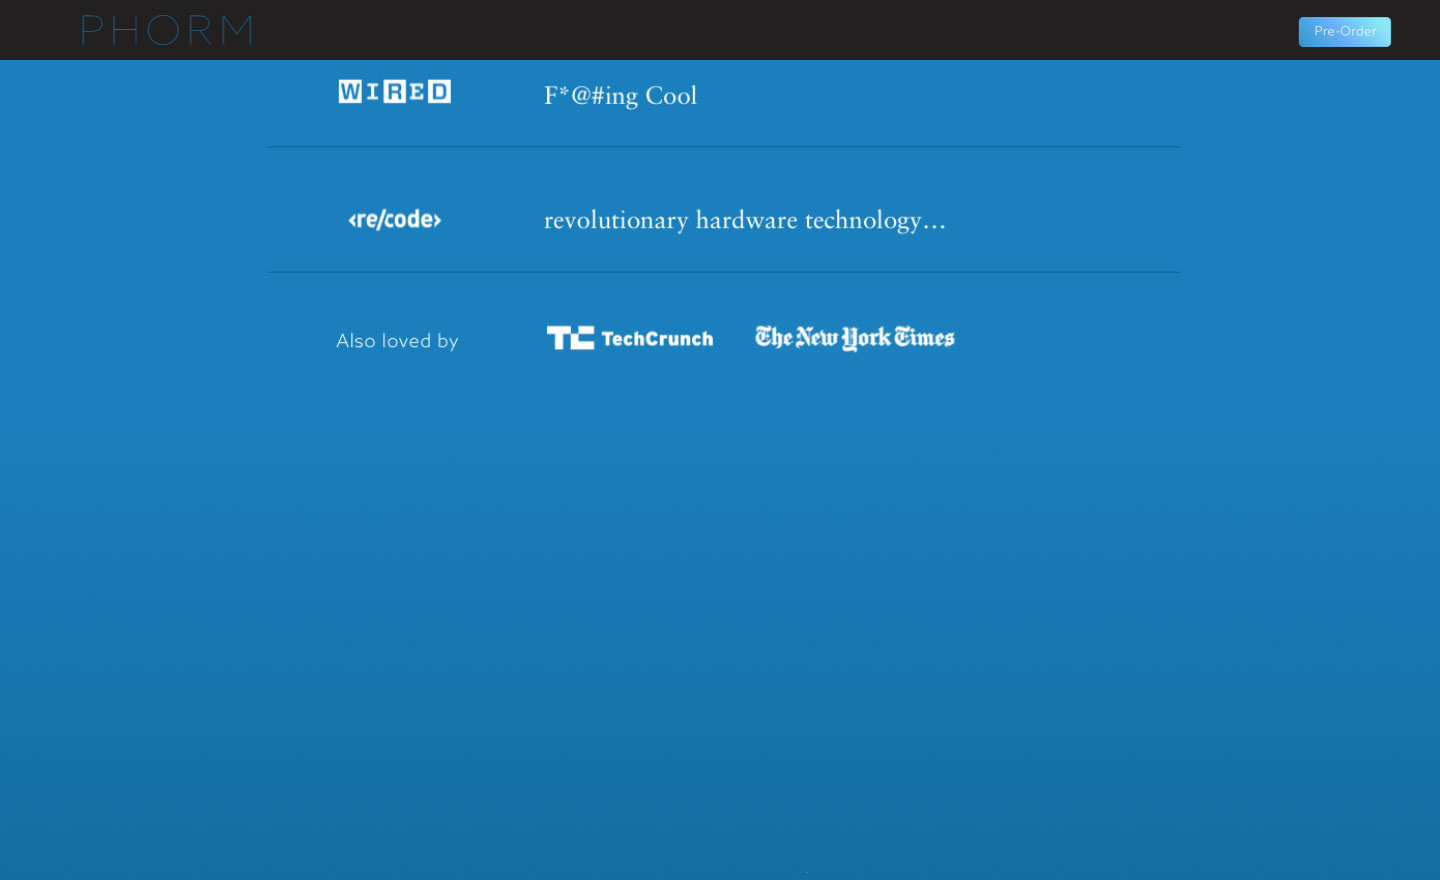 PHORM
Pre-Order
WIRED
F*@#ing Cool
<re/code>
revolutionary hardware technology...
Also loved by
TC TechCrunch
The New York Times